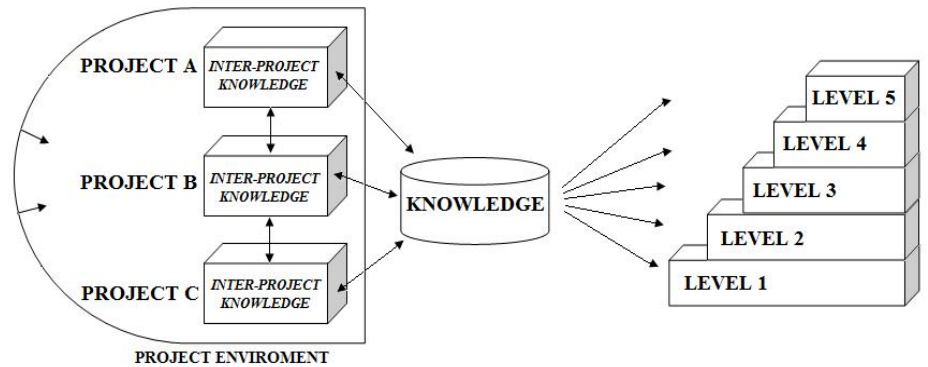 PROJECT A
INTER-PROJECT
KNOWLEDGE
PROJECT B
INTER-PROJECT
KNOWLEDGE
PROJECT C
INTER-PROJECT
KNOWLEDGE
PROJECT ENVIROMENT
KNOWLEDGE
LEVEL 5
LEVEL 4
LEVEL 3
LEVEL 2
LEVEL 1